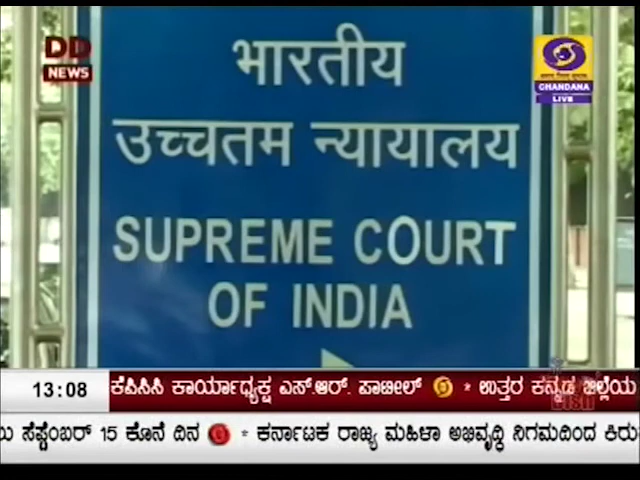 DD
NEWS
CHANDANA
LIVE
भारतीय
उच्चतम न्यायालय
SUPREME COURT
OF INDIA
13:08
ಕೆಪಿಸಿಸಿ ಕಾರ್ಯಾಧ್ಯಕ್ಷ ಎಸ್.ಆರ್. ಪಾಟೀಲ್ * ಉತ್ತರ ಕನ್ನಡ ಜಿಲ್ಲೆಯ
ಸೆಪ್ಟೆಂಬರ್ 15 ಕೊನೆ ದಿನ * ಕರ್ನಾಟಕ ರಾಜ್ಯ ಮಹಿಳಾ ಅಭಿವೃದ್ಧಿ ನಿಗಮದಿಂದ ಕಿರು